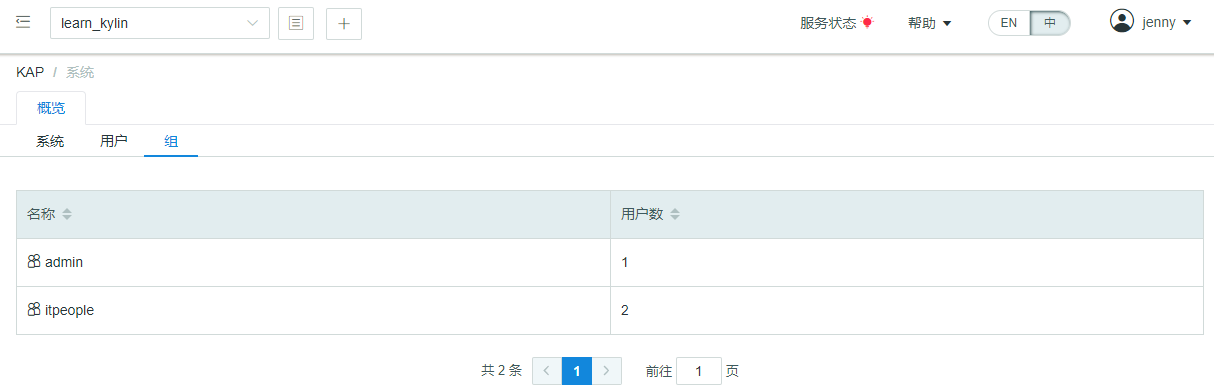 learn_kylin 服务状态 帮助 EN 中 jenny
KAP / 系统
概览
系统 用户 组
名称 用户数
admin 1
itpeople 2
共 2 条 1 前往 1 页